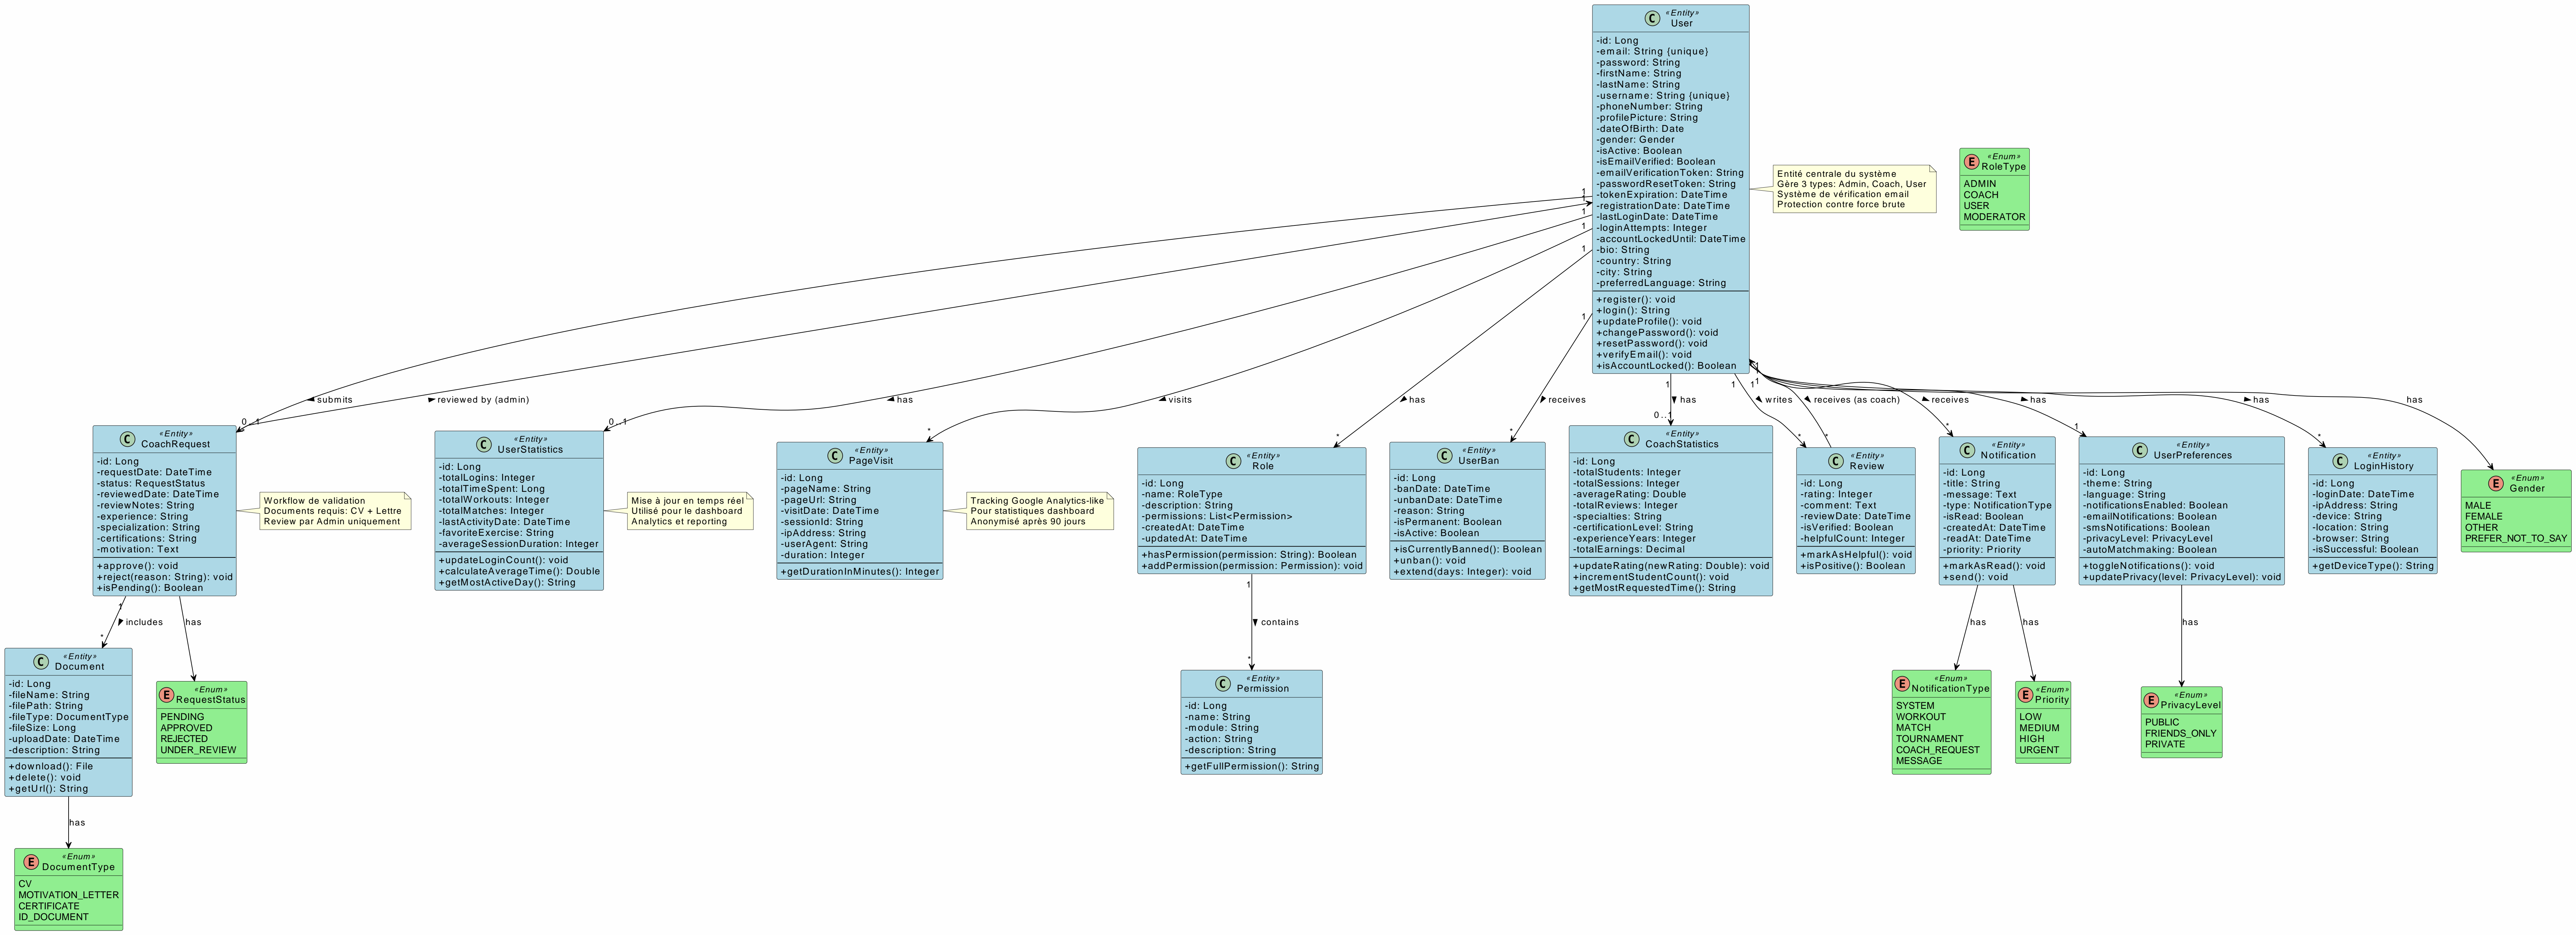 «Entity»
User
-id: Long
-email: String {unique}
-password: String
-firstName: String
-lastName: String
-username: String {unique}
-phoneNumber: String
-profilePicture: String
-dateOfBirth: Date
-gender: Gender
-isActive: Boolean
-isEmailVerified: Boolean
-emailVerificationToken: String
-passwordResetToken: String
-tokenExpiration: DateTime
-registrationDate: DateTime
-lastLoginDate: DateTime
-loginAttempts: Integer
-accountLockedUntil: DateTime
-bio: String
-country: String
-city: String
-preferredLanguage: String
+register(): void
+login(): String
+updateProfile(): void
+changePassword(): void
+resetPassword(): void
+verifyEmail(): void
+isAccountLocked(): Boolean
Entité centrale du système
Gère 3 types: Admin, Coach, User
Système de vérification email
Protection contre force brute
«Enum»
RoleType
ADMIN
COACH
USER
MODERATOR
1
1
1
1
1
1
1
1
1
1
submits
reviewed by (admin)
has
visits
has
receives
has
writes
receives (as coach)
receives
has
has
has
0..1
0..1
*
*
*
0..1
*
*
*
1
*
«Entity»
CoachRequest
-id: Long
-requestDate: DateTime
-status: RequestStatus
-reviewedDate: DateTime
-reviewNotes: String
-experience: String
-specialization: String
-certifications: String
-motivation: Text
+approve(): void
+reject(reason: String): void
+isPending(): Boolean
Workflow de validation
Documents requis: CV + Lettre
Review par Admin uniquement
«Entity»
UserStatistics
-id: Long
-totalLogins: Integer
-totalTimeSpent: Long
-totalWorkouts: Integer
-totalMatches: Integer
-lastActivityDate: DateTime
-favoriteExercise: String
-averageSessionDuration: Integer
+updateLoginCount(): void
+calculateAverageTime(): Double
+getMostActiveDay(): String
Mise à jour en temps réel
Utilisé pour le dashboard
Analytics et reporting
«Entity»
PageVisit
-id: Long
-pageName: String
-pageUrl: String
-visitDate: DateTime
-sessionId: String
-ipAddress: String
-userAgent: String
-duration: Integer
+getDurationInMinutes(): Integer
Tracking Google Analytics-like
Pour statistiques dashboard
Anonymisé après 90 jours
«Entity»
Role
-id: Long
-name: RoleType
-description: String
-permissions: List<Permission>
-createdAt: DateTime
-updatedAt: DateTime
+hasPermission(permission: String): Boolean
+addPermission(permission: Permission): void
«Entity»
UserBan
-id: Long
-banDate: DateTime
-unbanDate: DateTime
-reason: String
-isPermanent: Boolean
-isActive: Boolean
+isCurrentlyBanned(): Boolean
+unban(): void
+extend(days: Integer): void
«Entity»
CoachStatistics
-id: Long
-totalStudents: Integer
-totalSessions: Integer
-averageRating: Double
-totalReviews: Integer
-specialties: String
-certificationLevel: String
-experienceYears: Integer
-totalEarnings: Decimal
+updateRating(newRating: Double): void
+incrementStudentCount(): void
+getMostRequestedTime(): String
«Entity»
Review
-id: Long
-rating: Integer
-comment: Text
-reviewDate: DateTime
-isVerified: Boolean
-helpfulCount: Integer
+markAsHelpful(): void
+isPositive(): Boolean
«Entity»
Notification
-id: Long
-title: String
-message: Text
-type: NotificationType
-isRead: Boolean
-createdAt: DateTime
-readAt: DateTime
-priority: Priority
+markAsRead(): void
+send(): void
«Entity»
UserPreferences
-id: Long
-theme: String
-language: String
-notificationsEnabled: Boolean
-emailNotifications: Boolean
-smsNotifications: Boolean
-privacyLevel: PrivacyLevel
-autoMatchmaking: Boolean
+toggleNotifications(): void
+updatePrivacy(level: PrivacyLevel): void
«Entity»
LoginHistory
-id: Long
-loginDate: DateTime
-ipAddress: String
-device: String
-location: String
-browser: String
-isSuccessful: Boolean
+getDeviceType(): String
«Enum»
Gender
MALE
FEMALE
OTHER
PREFER_NOT_TO_SAY
1
includes
*
has
1
contains
*
has
has
has
«Entity»
Document
-id: Long
-fileName: String
-filePath: String
-fileType: DocumentType
-fileSize: Long
-uploadDate: DateTime
-description: String
+download(): File
+delete(): void
+getUrl(): String
«Enum»
RequestStatus
PENDING
APPROVED
REJECTED
UNDER_REVIEW
«Entity»
Permission
-id: Long
-name: String
-module: String
-action: String
-description: String
+getFullPermission(): String
«Enum»
NotificationType
SYSTEM
WORKOUT
MATCH
TOURNAMENT
COACH_REQUEST
MESSAGE
«Enum»
Priority
LOW
MEDIUM
HIGH
URGENT
«Enum»
PrivacyLevel
PUBLIC
FRIENDS_ONLY
PRIVATE
has
«Enum»
DocumentType
CV
MOTIVATION_LETTER
CERTIFICATE
ID_DOCUMENT